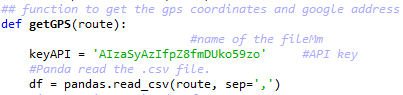 ## function to get the gps coordinates and google address
def getGPS(route):
#name of the fileMm
keyAPI = 'AIzaSyAzIfpZ8fmDUko59zo' #API key
#Panda read the .csv file.
df = pandas.read_csv(route, sep=',')